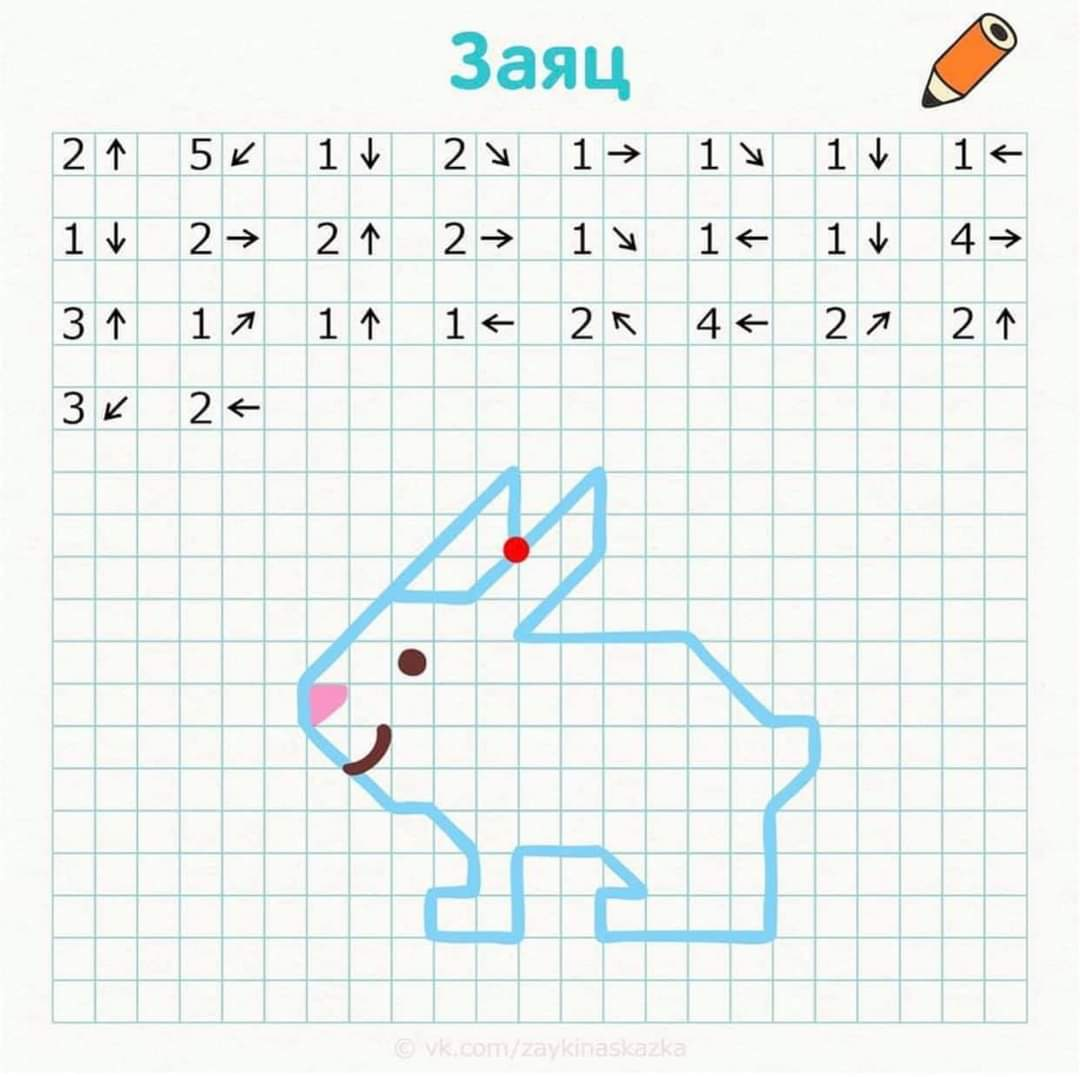 Заяц
2 ↑ 5 ↙ 1 ↓ 2 ↘ 1 → 1 ↘ 1 ↓ 1 ←
1 ↓ 2 → 2 ↑ 2 → 1 ↘ 1 ← 1 ↓ 4 →
3 ↑ 1 ↗ 1 ↑ 1 ← 2 ↖ 4 ← 2 ↗ 2 ↑
3 ↙ 2 ←
© vk.com/zaykinaskazka